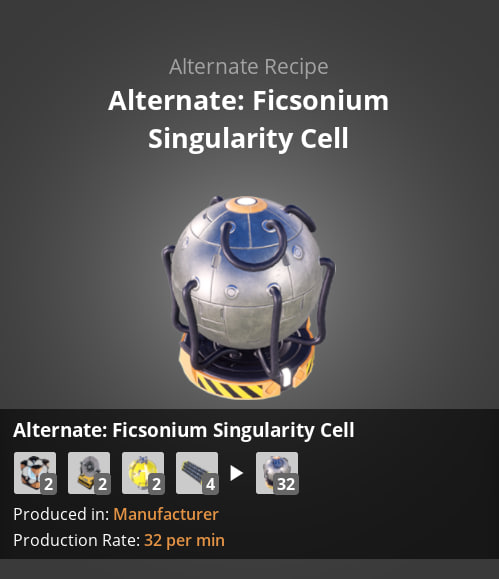 Alternate Recipe
Alternate: Ficsonium
Singularity Cell
Alternate: Ficsonium Singularity Cell
2 2 2 4 32
Produced in: Manufacturer
Production Rate: 32 per min